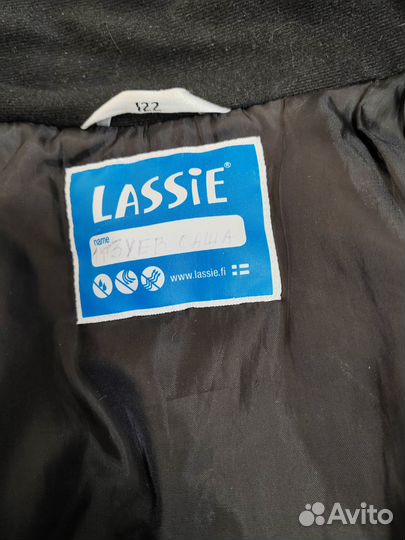 122
LASSiE®
name
САША
www.lassie.fi
Avito